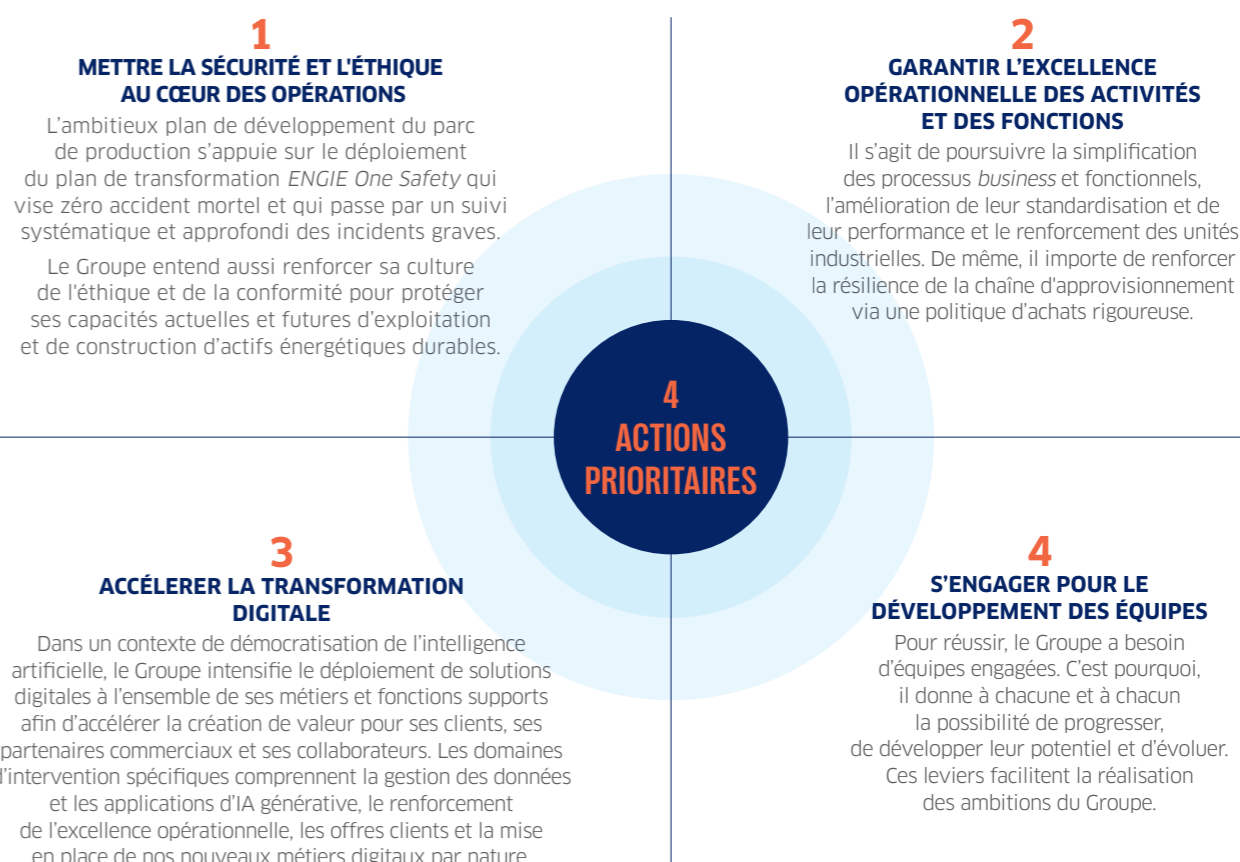 1
METTRE LA SÉCURITÉ ET L'ÉTHIQUE
AU CŒUR DES OPÉRATIONS
L'ambitieux plan de développement du parc
de production s'appuie sur le déploiement
du plan de transformation ENGIE One Safety qui
vise zéro accident mortel et qui passe par un suivi
systématique et approfondi des incidents graves.
Le Groupe entend aussi renforcer sa culture
de l'éthique et de la conformité pour protéger
ses capacités actuelles et futures d'exploitation
et de construction d'actifs énergétiques durables.
2
GARANTIR L'EXCELLENCE
OPÉRATIONNELLE DES ACTIVITÉS
ET DES FONCTIONS
Il s'agit de poursuivre la simplification
des processus business et fonctionnels,
l'amélioration de leur standardisation et de
leur performance et le renforcement des unités
industrielles. De même, il importe de renforcer
la résilience de la chaîne d'approvisionnement
via une politique d'achats rigoureuse.
4
ACTIONS
PRIORITAIRES
3
ACCÉLERER LA TRANSFORMATION
DIGITALE
Dans un contexte de démocratisation de l'intelligence
artificielle, le Groupe intensifie le déploiement de solutions
digitales à l'ensemble de ses métiers et fonctions supports
afin d'accélérer la création de valeur pour ses clients, ses
partenaires commerciaux et ses collaborateurs. Les domaines
d'intervention spécifiques comprennent la gestion des données
et les applications d'IA générative, le renforcement
de l'excellence opérationnelle, les offres clients et la mise
en place de nos nouveaux métiers digitaux par nature
4
S'ENGAGER POUR LE
DÉVELOPPEMENT DES ÉQUIPES
Pour réussir, le Groupe a besoin
d'équipes engagées. C'est pourquoi,
il donne à chacune et à chacun
la possibilité de progresser,
de développer leur potentiel et d'évoluer.
Ces leviers facilitent la réalisation
des ambitions du Groupe.